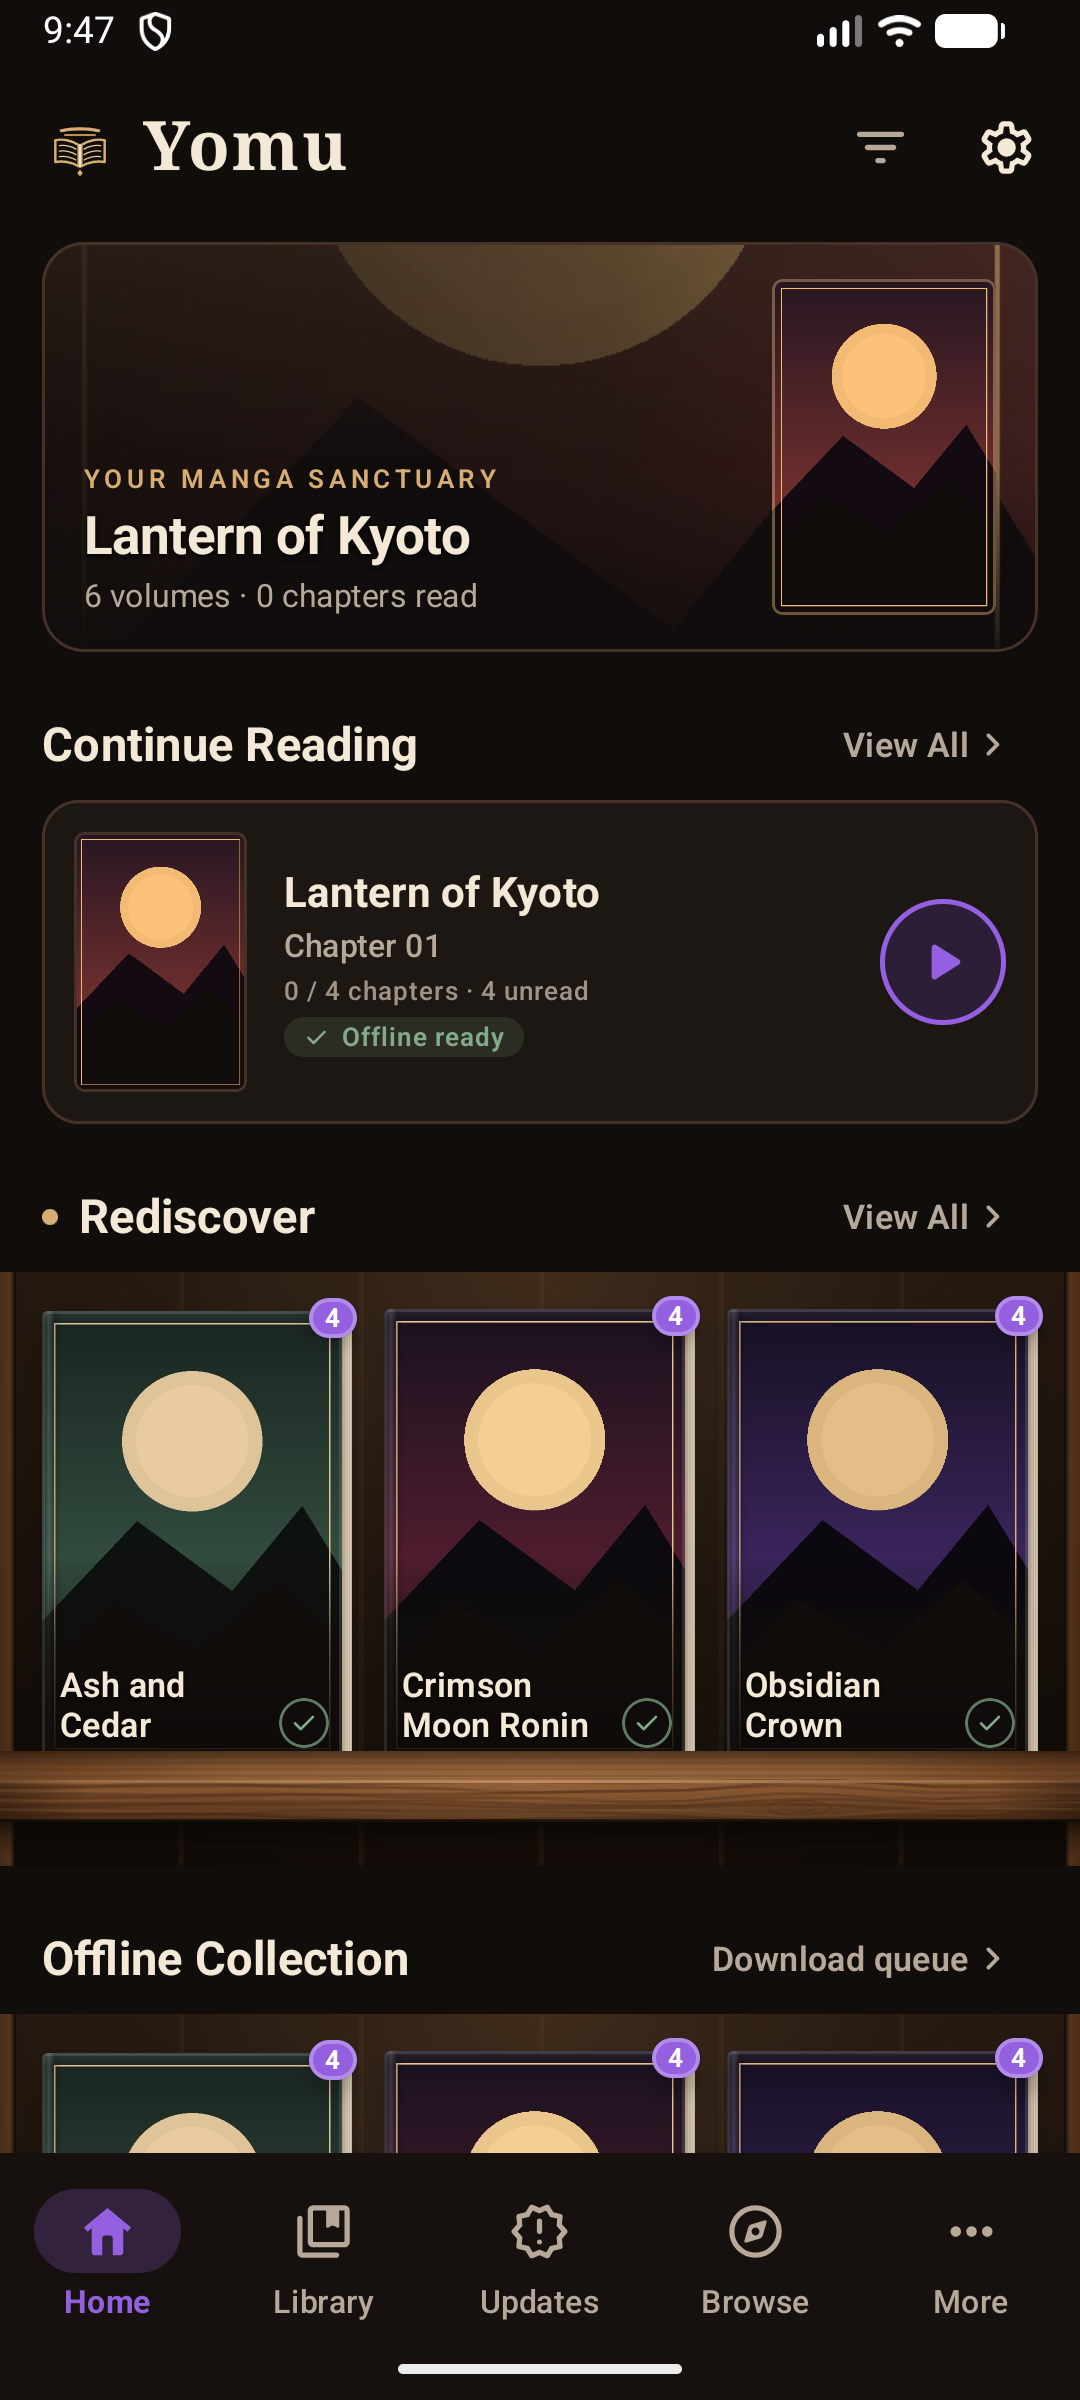 9:47
Yomu
YOUR MANGA SANCTUARY
Lantern of Kyoto
6 volumes · 0 chapters read
Continue Reading
View All
Lantern of Kyoto
Chapter 01
0 / 4 chapters · 4 unread
Offline ready
Rediscover
View All
4
4
4
Ash and
Cedar
Crimson
Moon Ronin
Obsidian
Crown
Offline Collection
Download queue
4
4
4
Home
Library
Updates
Browse
More